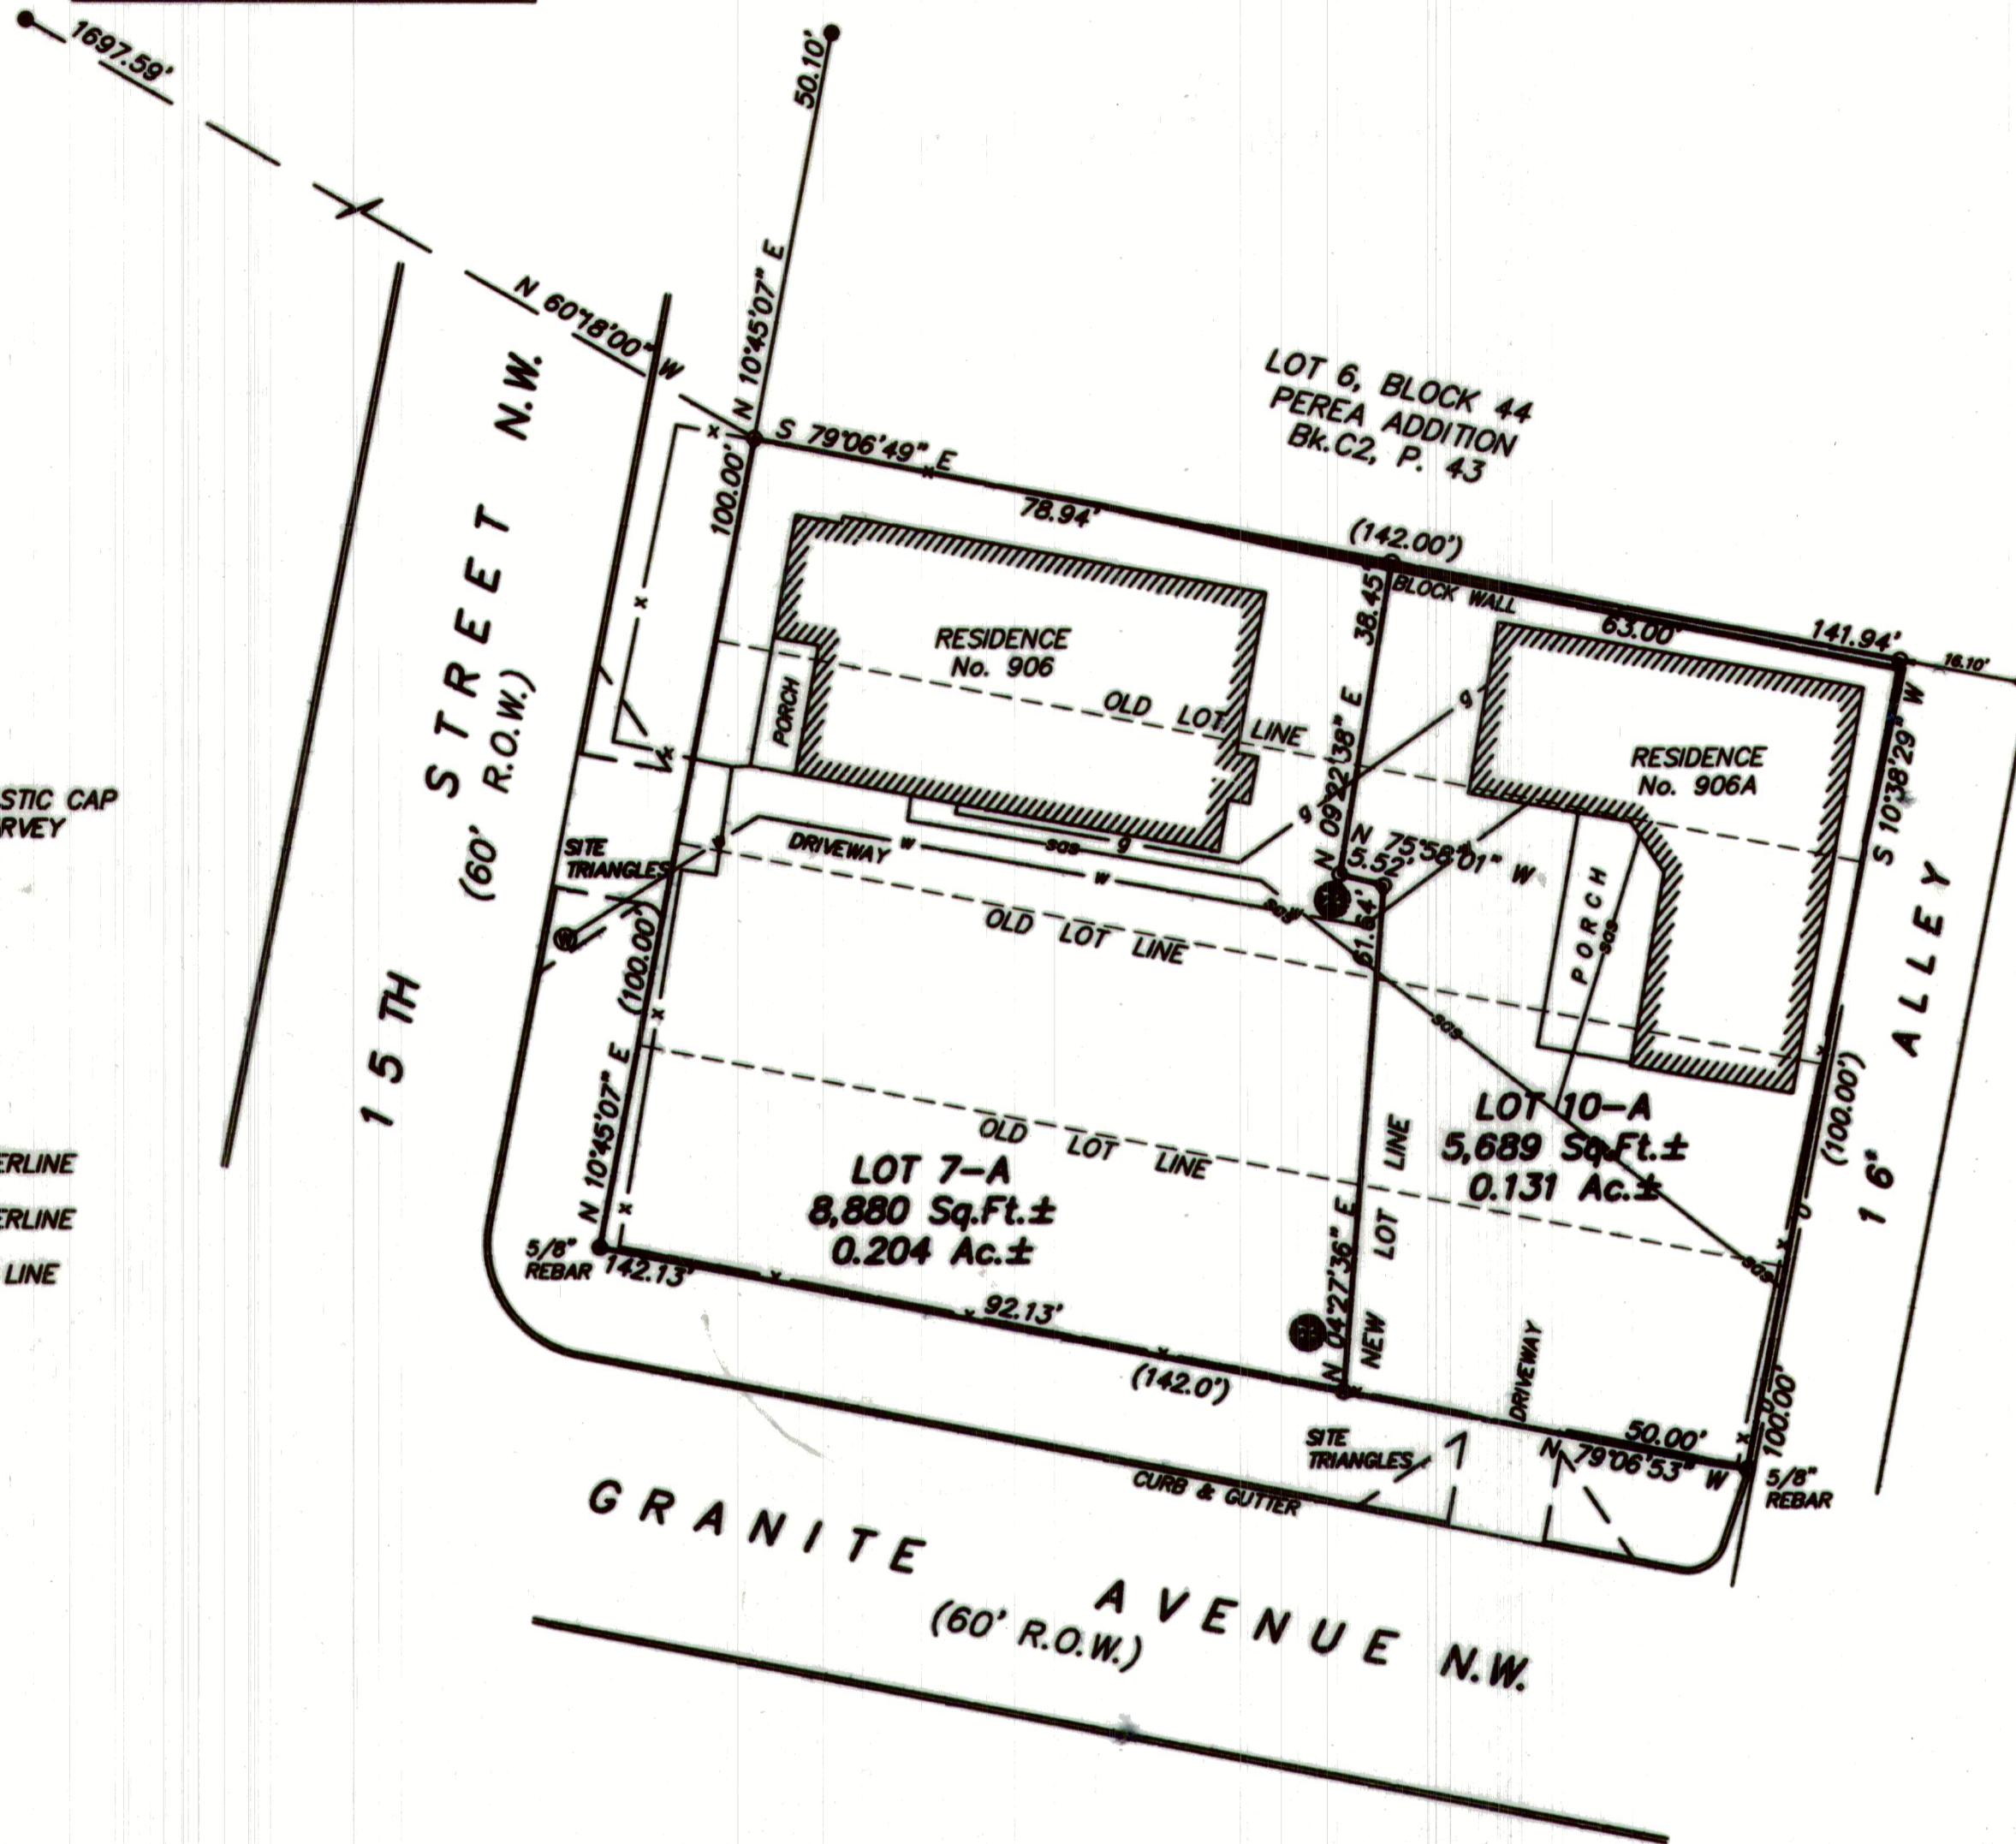 1697.59'
50.10'
N 60°18'00" W
N 10°45'07" E
S 79°06'49" E
78.94'
100.00'
LOT 6, BLOCK 44
PEREA ADDITION
Bk.C2, P. 43
(142.00')
BLOCK WALL
63.00'
141.94'
16.10'
38.45'
15TH STREET N.W.
(60' R.O.W.)
RESIDENCE
No. 906
PORCH
OLD LOT LINE
N 09°22'38" E
g
g
RESIDENCE
No. 906A
S 10°38'29" W
16' ALLEY
STIC CAP
RVEY
SITE
TRIANGLES
DRIVEWAY
w
w
sas
g
N 75°58'01" W
5.52'
sas
61.64'
PORCH
sas
W
(100.00')
OLD LOT LINE
sas
N 10°45'07" E
OLD LOT LINE
LOT 7-A
8,880 Sq.Ft.±
0.204 Ac.±
LOT 10-A
5,689 Sq.Ft.±
0.131 Ac.±
(100.00')
ERLINE
ERLINE
LINE
5/8"
REBAR
142.13'
92.13'
(142.0')
N 04°27'36" E
NEW LOT LINE
sas
DRIVEWAY
100.00'
50.00'
N 79°06'53" W
5/8"
REBAR
SITE
TRIANGLES
CURB & GUTTER
GRANITE AVENUE N.W.
(60' R.O.W.)